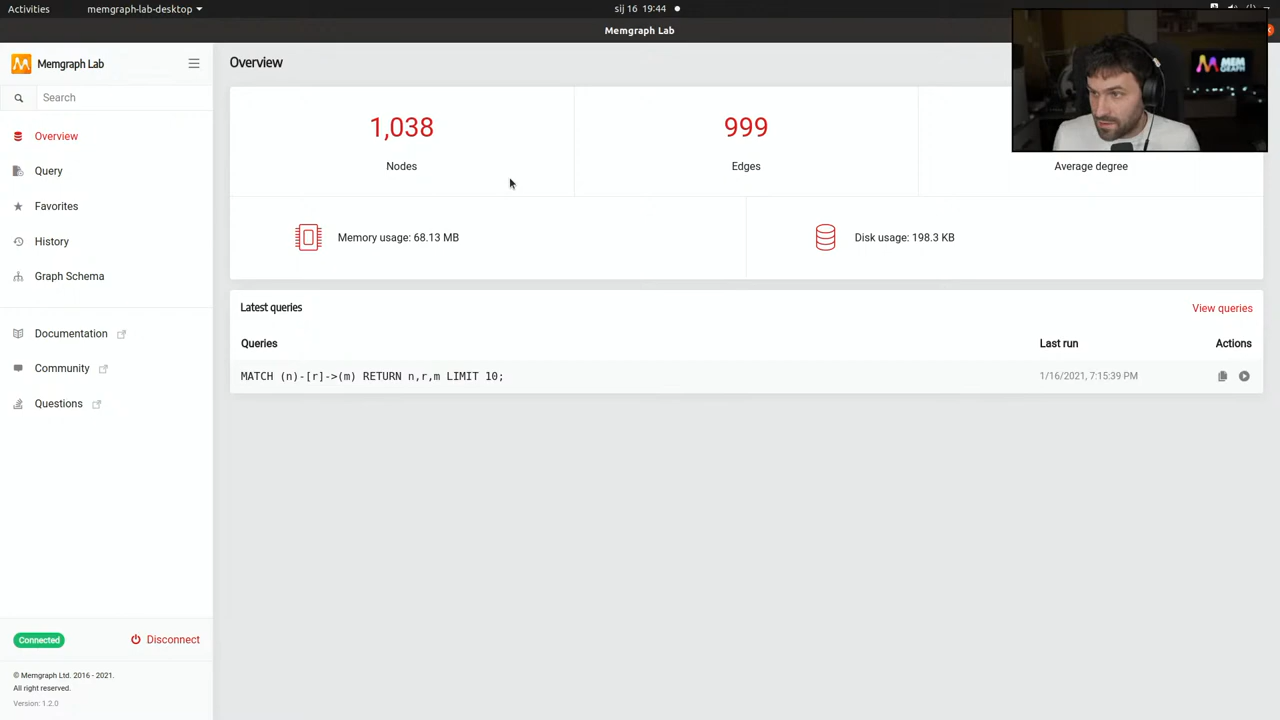 Activities
memgraph-lab-desktop
sij 16 19:44
Memgraph Lab
Memgraph Lab
Search
Overview
Query
Favorites
History
Graph Schema
Documentation
Community
Questions
Connected
Disconnect
© Memgraph Ltd. 2016 - 2021.
All right reserved.
Version: 1.2.0
Overview
1,038
Nodes
999
Edges
Average degree
Memory usage: 68.13 MB
Disk usage: 198.3 KB
Latest queries
View queries
Queries
Last run
Actions
MATCH (n)-[r]->(m) RETURN n,r,m LIMIT 10;
1/16/2021, 7:15:39 PM
MEM
GRAPH